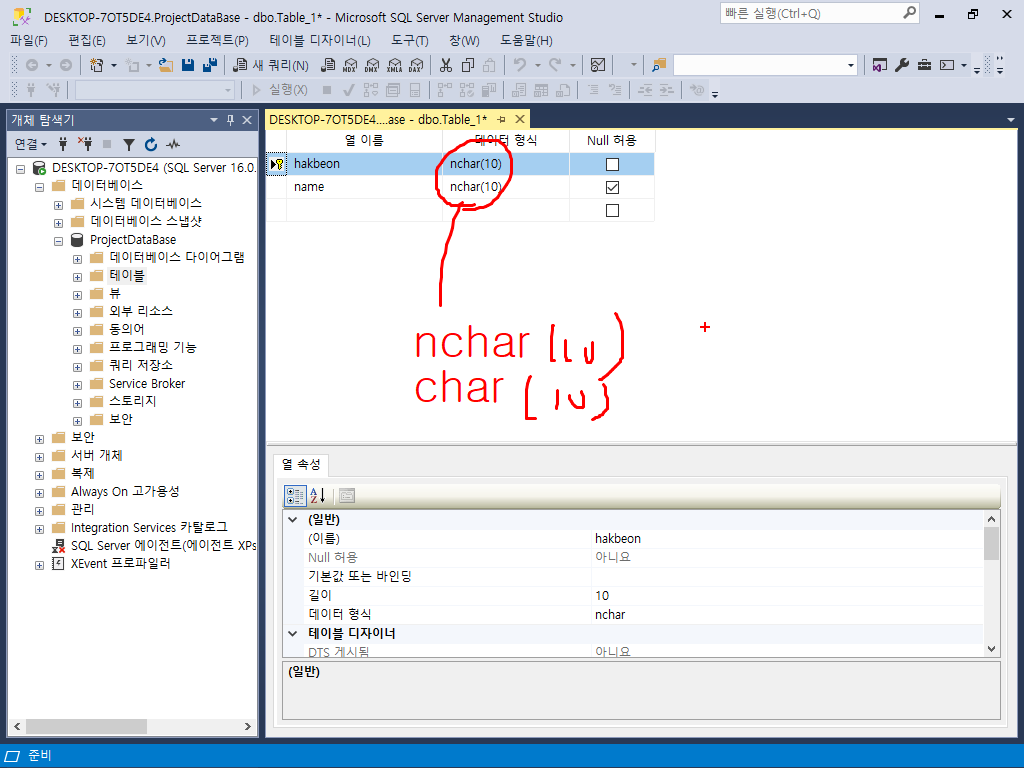 DESKTOP-7OT5DE4.ProjectDataBase - dbo.Table_1* - Microsoft SQL Server Management Studio
빠른 실행(Ctrl+Q)
파일(F) 편집(E) 보기(V) 프로젝트(P) 테이블 디자이너(L) 도구(T) 창(W) 도움말(H)
새 쿼리(N) MDX DMX XMLA DAX
실행(X)
개체 탐색기
연결
DESKTOP-7OT5DE4 (SQL Server 16.0.
데이터베이스
시스템 데이터베이스
데이터베이스 스냅샷
ProjectDataBase
데이터베이스 다이어그램
테이블
뷰
외부 리소스
동의어
프로그래밍 기능
쿼리 저장소
Service Broker
스토리지
보안
보안
서버 개체
복제
Always On 고가용성
관리
Integration Services 카탈로그
SQL Server 에이전트(에이전트 XPs
XEvent 프로파일러
DESKTOP-7OT5DE4....ase - dbo.Table_1*
열 이름 데이터 형식 Null 허용
hakbeon nchar(10)
name nchar(10)
nchar (10)
char (10)
열 속성
(일반)
(이름) hakbeon
Null 허용 아니요
기본값 또는 바인딩
길이 10
데이터 형식 nchar
테이블 디자이너
DTS 게시됨 아니요
(일반)
준비